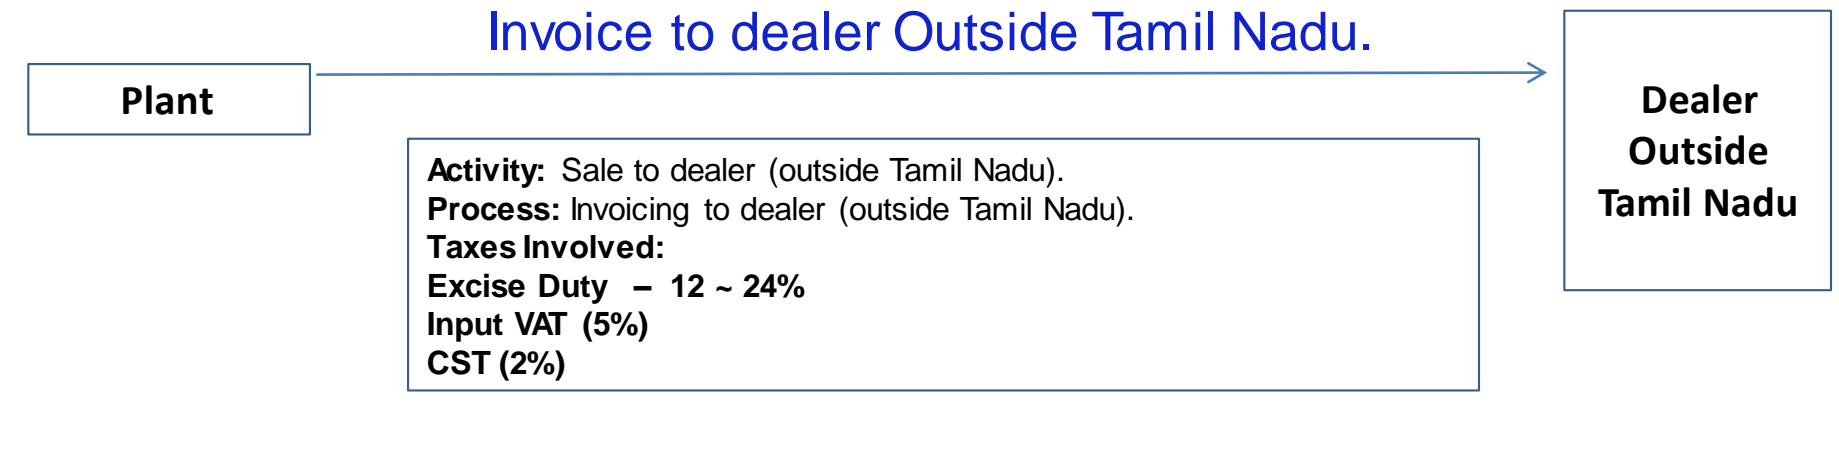 Invoice to dealer Outside Tamil Nadu.
Plant
Dealer
Outside
Tamil Nadu
Activity: Sale to dealer (outside Tamil Nadu).
Process: Invoicing to dealer (outside Tamil Nadu).
Taxes Involved:
Excise Duty – 12 ~ 24%
Input VAT (5%)
CST (2%)